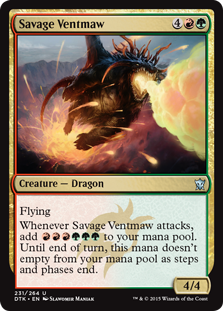 Savage Ventmaw 4
Creature — Dragon
Flying
Whenever Savage Ventmaw attacks,
add to your mana pool.
Until end of turn, this mana doesn't
empty from your mana pool as steps
and phases end.
4/4
231/264 U
DTK • EN SLAWOMIR MANIAK
™ & © 2015 Wizards of the Coast